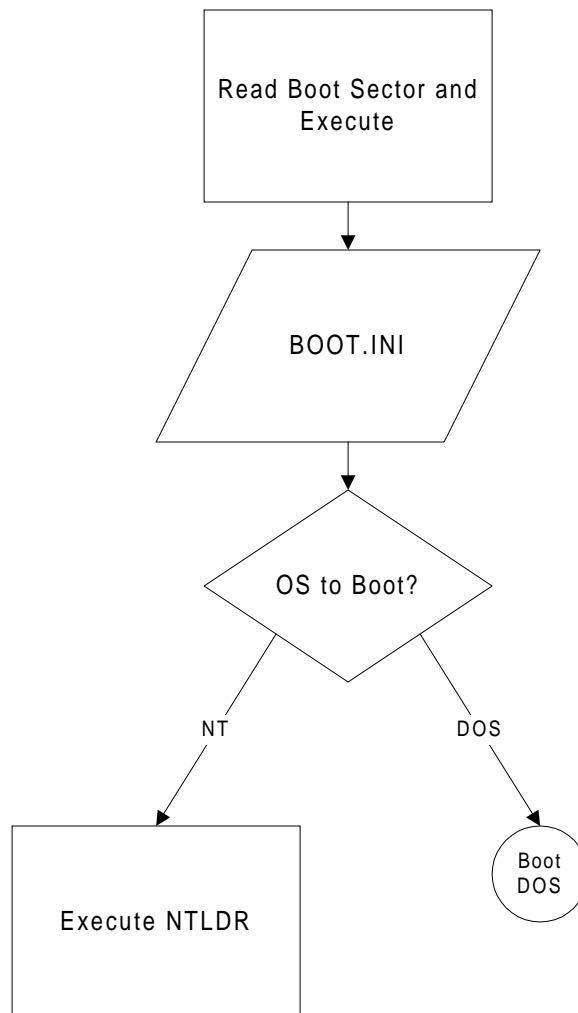 Read Boot Sector and
Execute
BOOT.INI
OS to Boot?
NT
DOS
Execute NTLDR
Boot
DOS